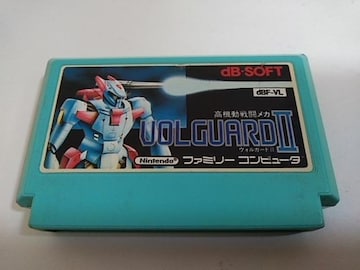 dB-SOFT
dBF-VL
高機動戦闘メカ
VOLGUARD II
ヴォルガードII
Nintendo ファミリー コンピュータ